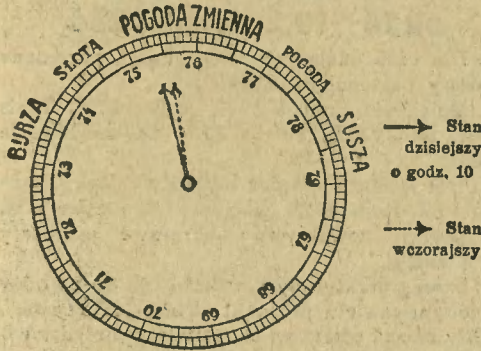 BURZA
SŁOTA
POGODA ZMIENNA
POGODA
SUSZA
67
68
69
70
71
72
73
74
75
76
77
78
79
Stan
dzisiejszy
o godz. 10
Stan
wczorajszy